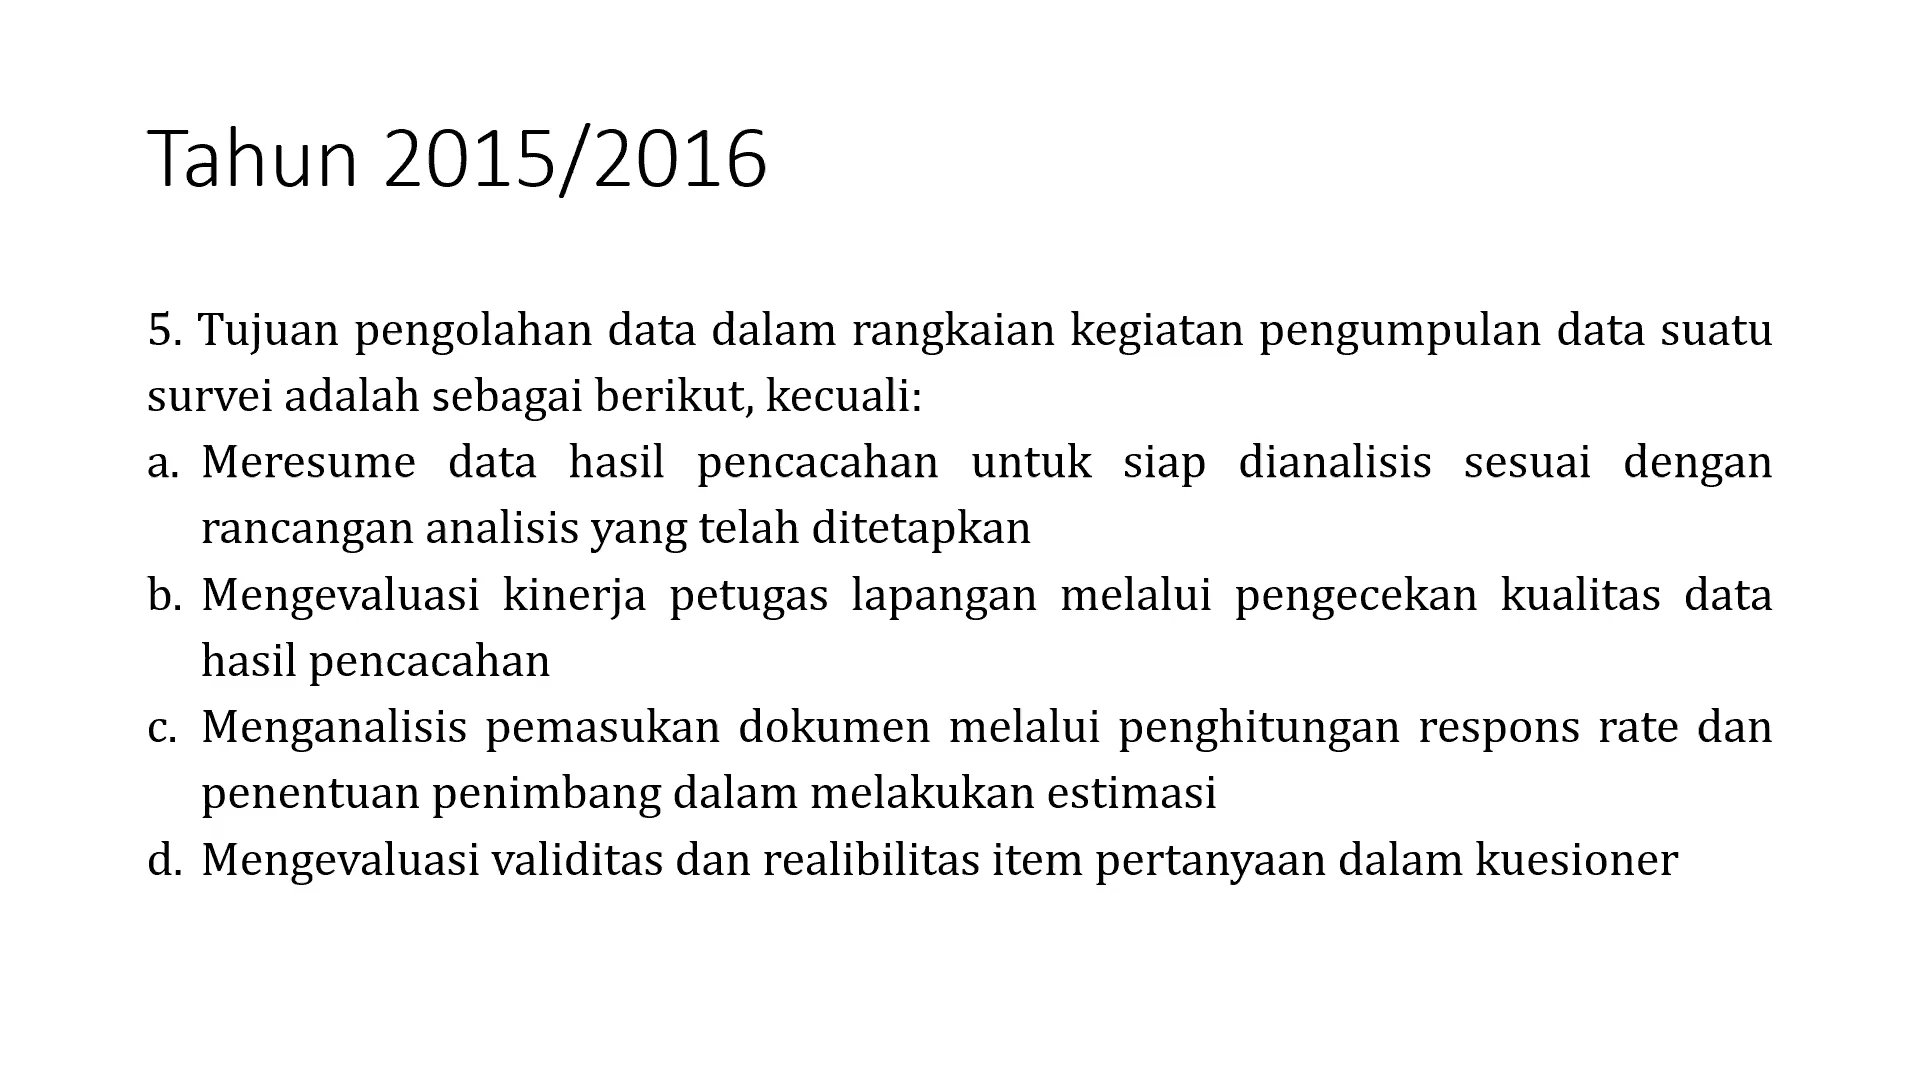 Tahun 2015/2016
5. Tujuan pengolahan data dalam rangkaian kegiatan pengumpulan data suatu
survei adalah sebagai berikut, kecuali:
a. Meresume data hasil pencacahan untuk siap dianalisis sesuai dengan
rancangan analisis yang telah ditetapkan
b. Mengevaluasi kinerja petugas lapangan melalui pengecekan kualitas data
hasil pencacahan
c. Menganalisis pemasukan dokumen melalui penghitungan respons rate dan
penentuan penimbang dalam melakukan estimasi
d. Mengevaluasi validitas dan realibilitas item pertanyaan dalam kuesioner